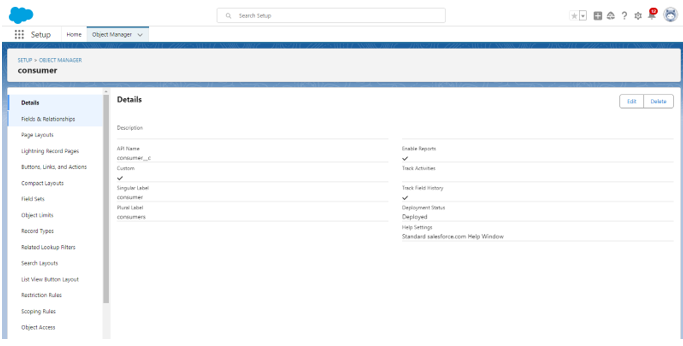 Search Setup
Setup
Home
Object Manager
SETUP > OBJECT MANAGER
consumer
Details
Fields & Relationships
Page Layouts
Lightning Record Pages
Buttons, Links, and Actions
Compact Layouts
Field Sets
Object Limits
Record Types
Related Lookup Filters
Search Layouts
List View Button Layout
Restriction Rules
Scoping Rules
Object Access
Details
Edit
Delete
Description
API Name
consumer__c
Custom
Singular Label
consumer
Plural Label
consumers
Enable Reports
Track Activities
Track Field History
Deployment Status
Deployed
Help Settings
Standard salesforce.com Help Window